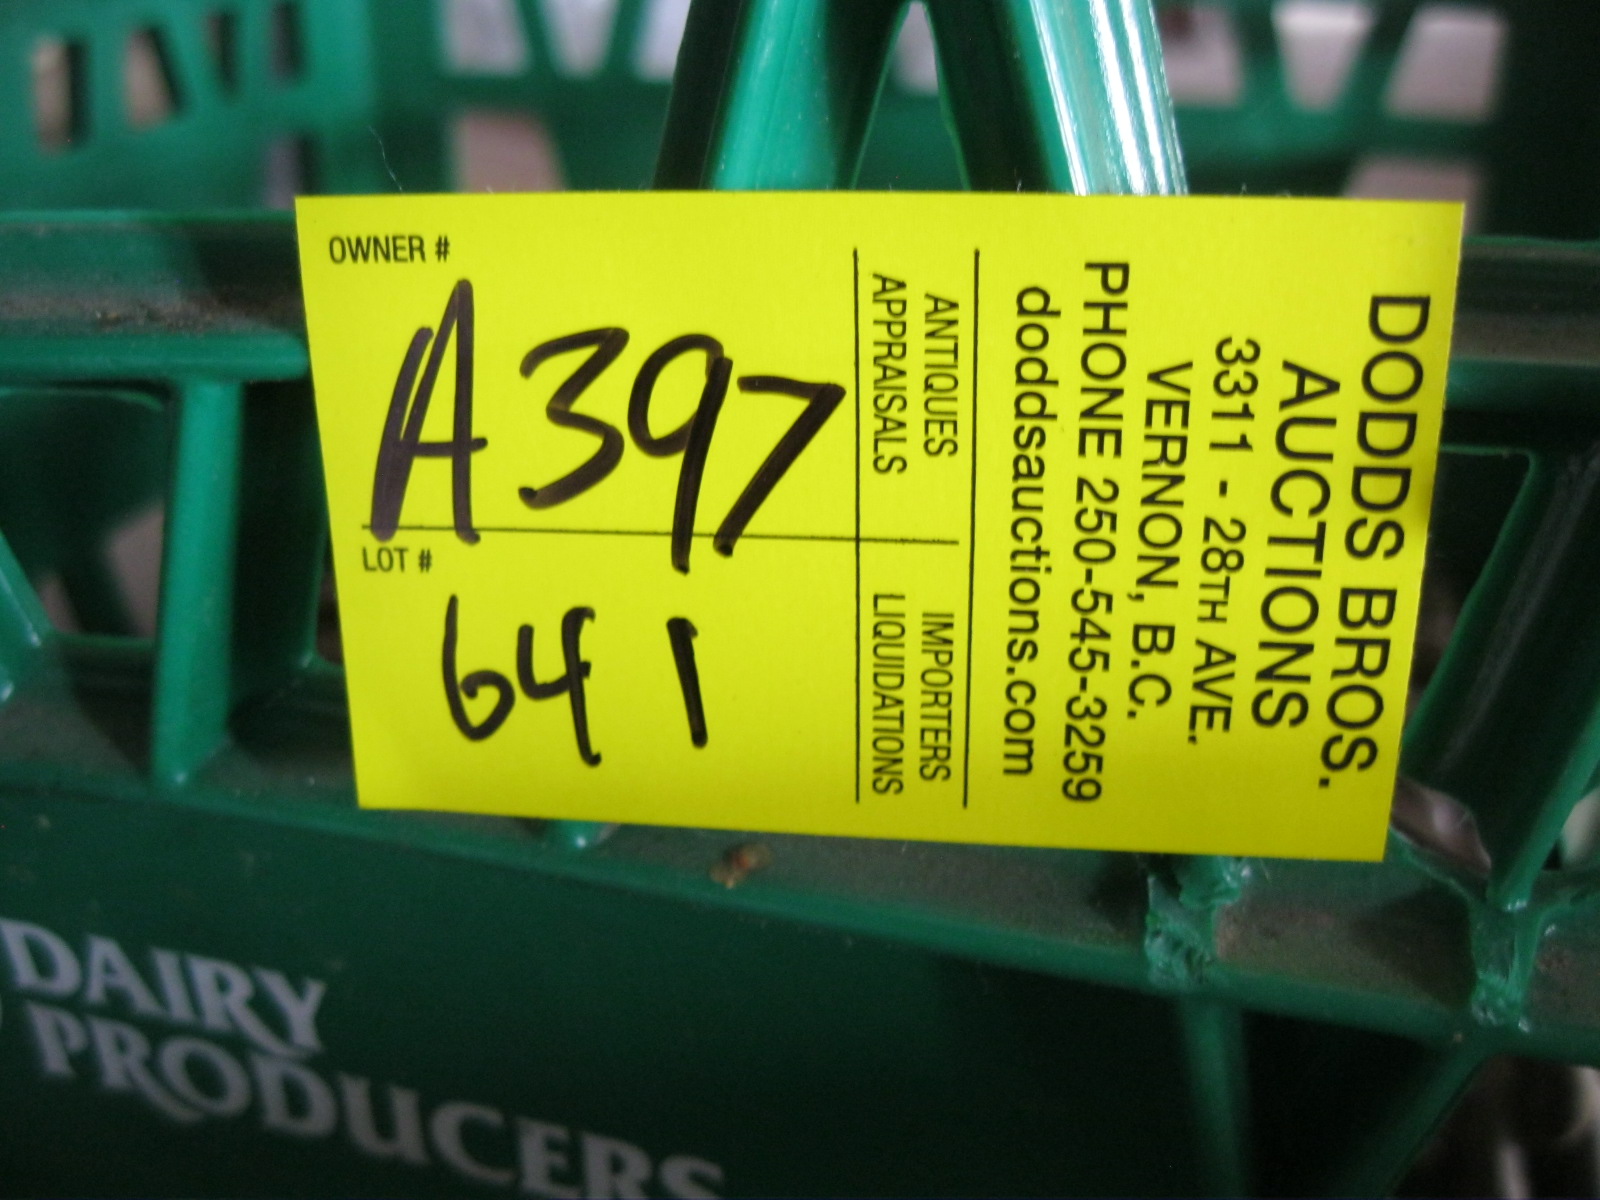 OWNER #
A397
LOT #
641
ANTIQUES
APPRAISALS
IMPORTERS
LIQUIDATIONS
DODDS BROS.
AUCTIONS
3311 - 28TH AVE.
VERNON, B.C.
PHONE 250-545-3259
doddsauctions.com
DAIRY
PRODUCERS